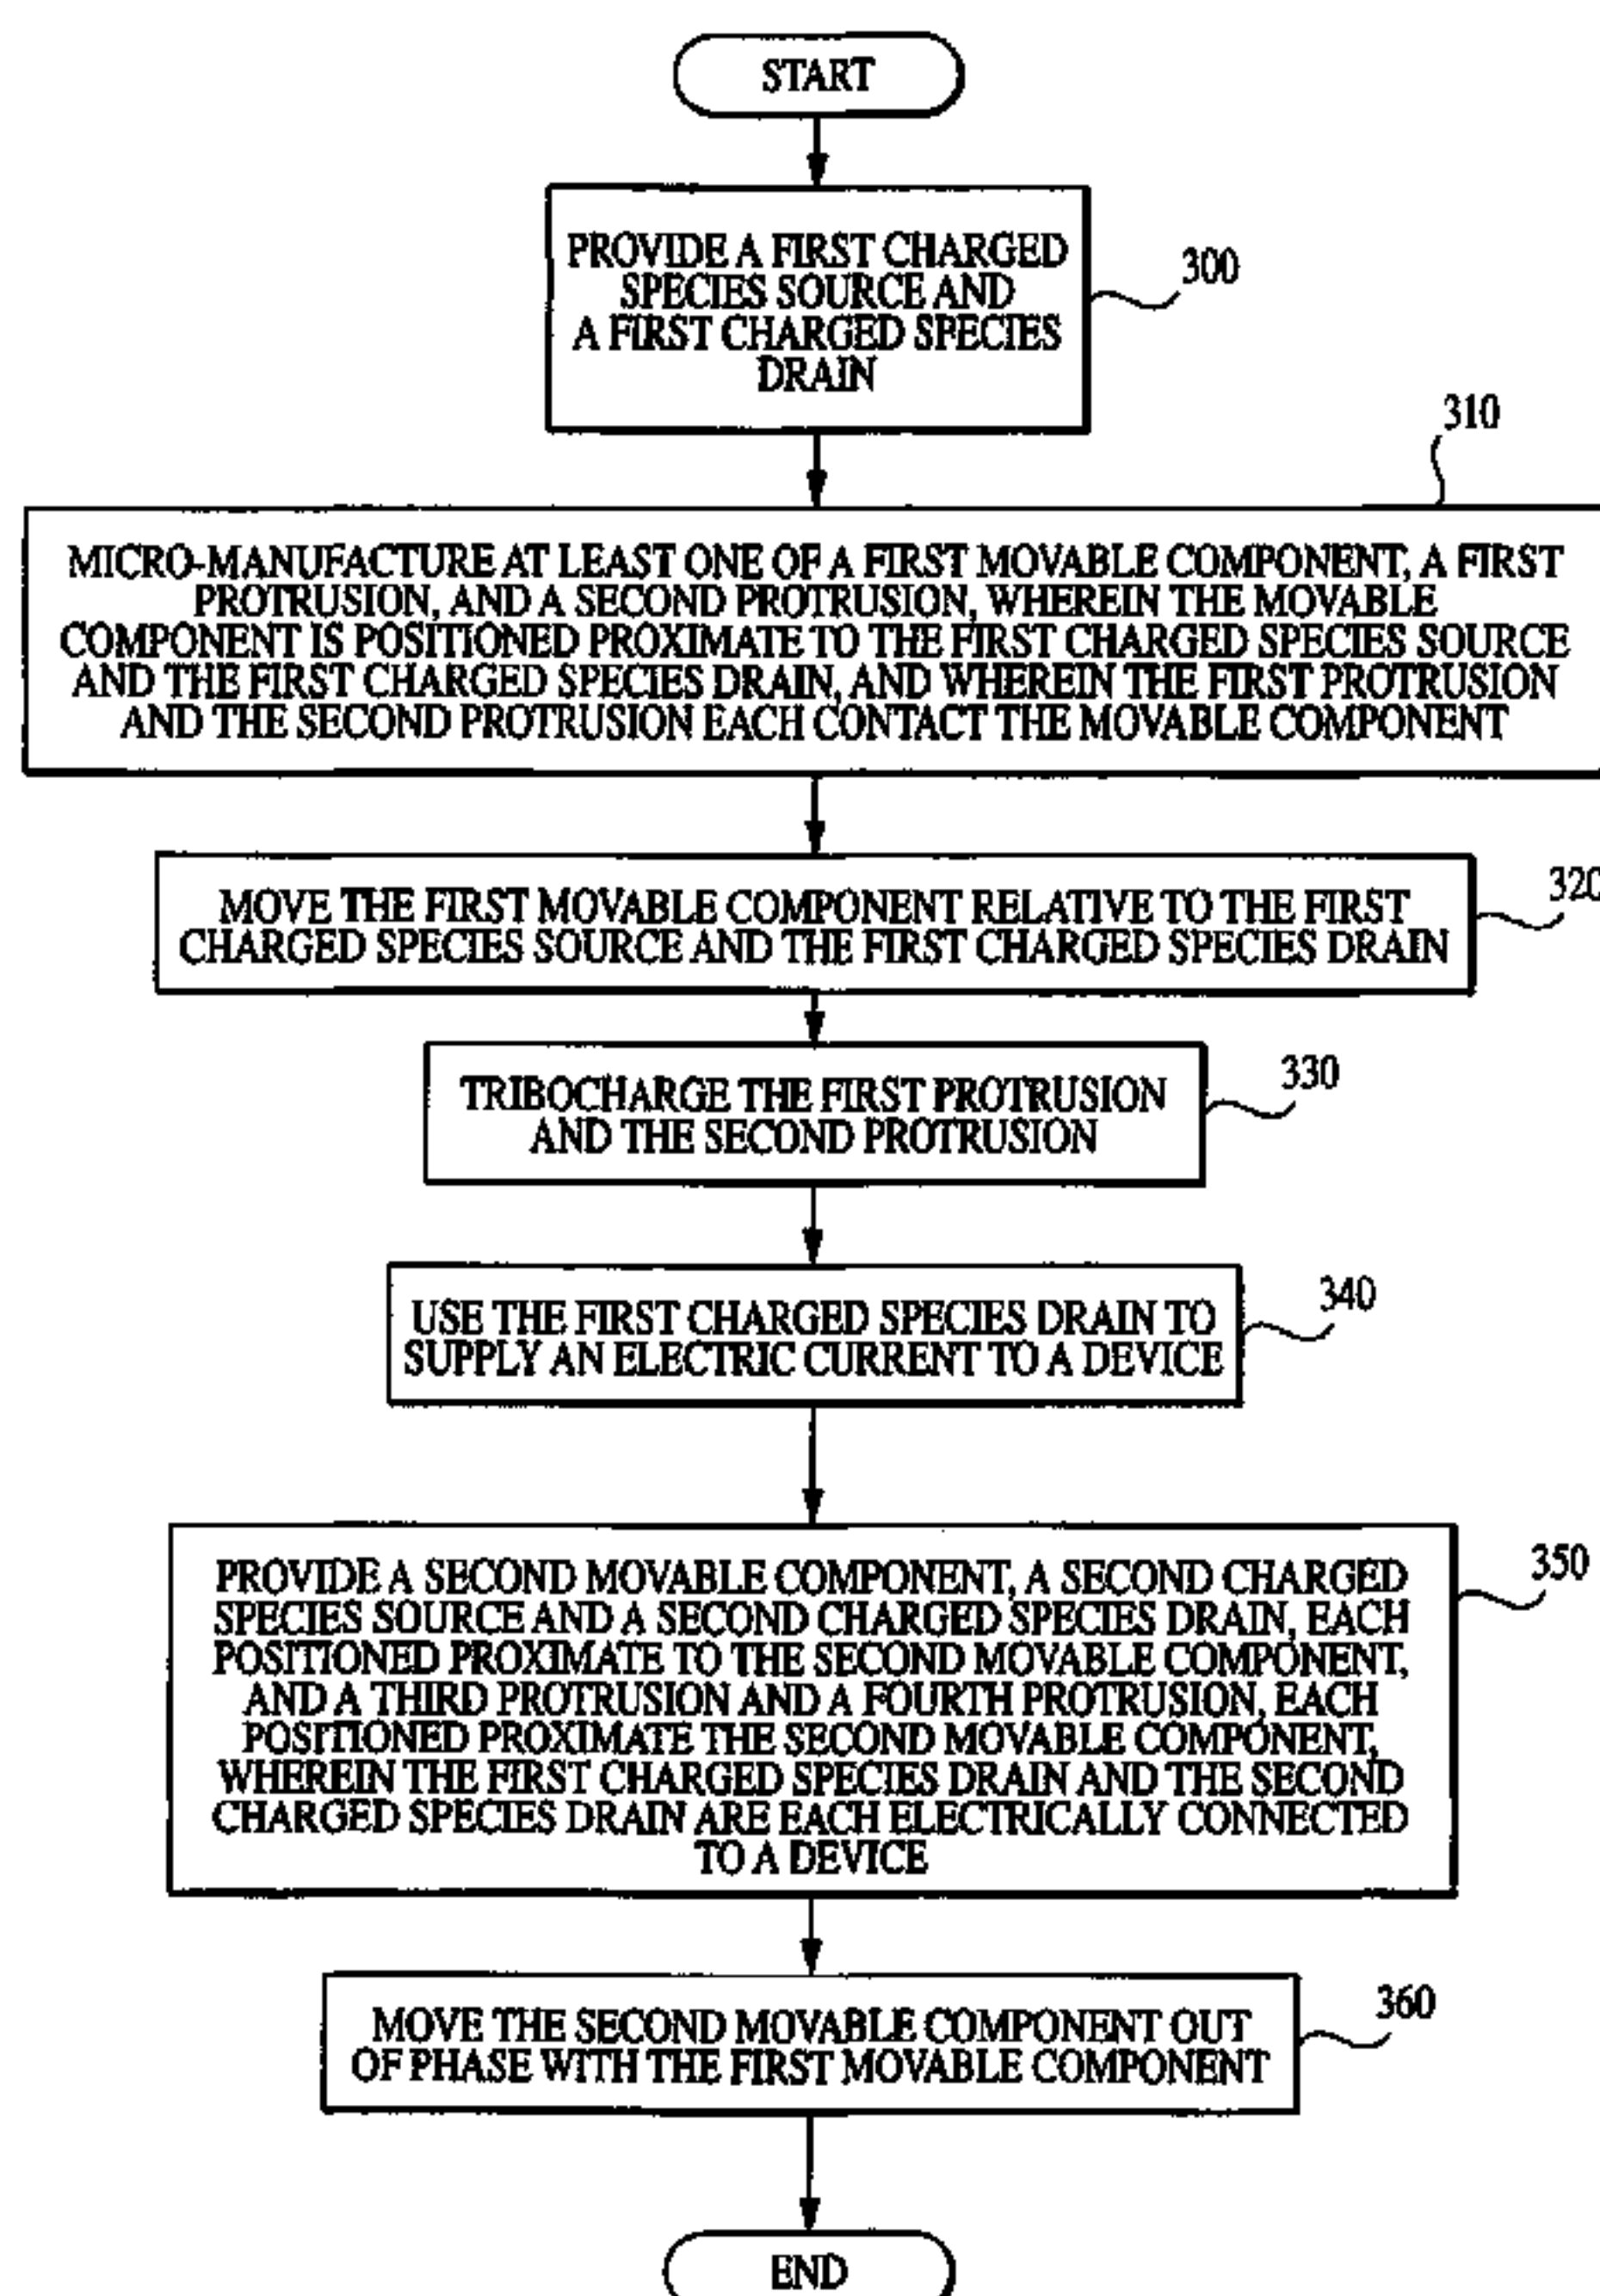 START
PROVIDE A FIRST CHARGED
SPECIES SOURCE AND
A FIRST CHARGED SPECIES
DRAIN
300
310
MICRO-MANUFACTURE AT LEAST ONE OF A FIRST MOVABLE COMPONENT, A FIRST
PROTRUSION, AND A SECOND PROTRUSION, WHEREIN THE MOVABLE
COMPONENT IS POSITIONED PROXIMATE TO THE FIRST CHARGED SPECIES SOURCE
AND THE FIRST CHARGED SPECIES DRAIN, AND WHEREIN THE FIRST PROTRUSION
AND THE SECOND PROTRUSION EACH CONTACT THE MOVABLE COMPONENT
320
MOVE THE FIRST MOVABLE COMPONENT RELATIVE TO THE FIRST
CHARGED SPECIES SOURCE AND THE FIRST CHARGED SPECIES DRAIN
330
TRIBOCHARGE THE FIRST PROTRUSION
AND THE SECOND PROTRUSION
340
USE THE FIRST CHARGED SPECIES DRAIN TO
SUPPLY AN ELECTRIC CURRENT TO A DEVICE
350
PROVIDE A SECOND MOVABLE COMPONENT, A SECOND CHARGED
SPECIES SOURCE AND A SECOND CHARGED SPECIES DRAIN, EACH
POSITIONED PROXIMATE TO THE SECOND MOVABLE COMPONENT,
AND A THIRD PROTRUSION AND A FOURTH PROTRUSION, EACH
POSITIONED PROXIMATE THE SECOND MOVABLE COMPONENT,
WHEREIN THE FIRST CHARGED SPECIES DRAIN AND THE SECOND
CHARGED SPECIES DRAIN ARE EACH ELECTRICALLY CONNECTED
TO A DEVICE
360
MOVE THE SECOND MOVABLE COMPONENT OUT
OF PHASE WITH THE FIRST MOVABLE COMPONENT
END